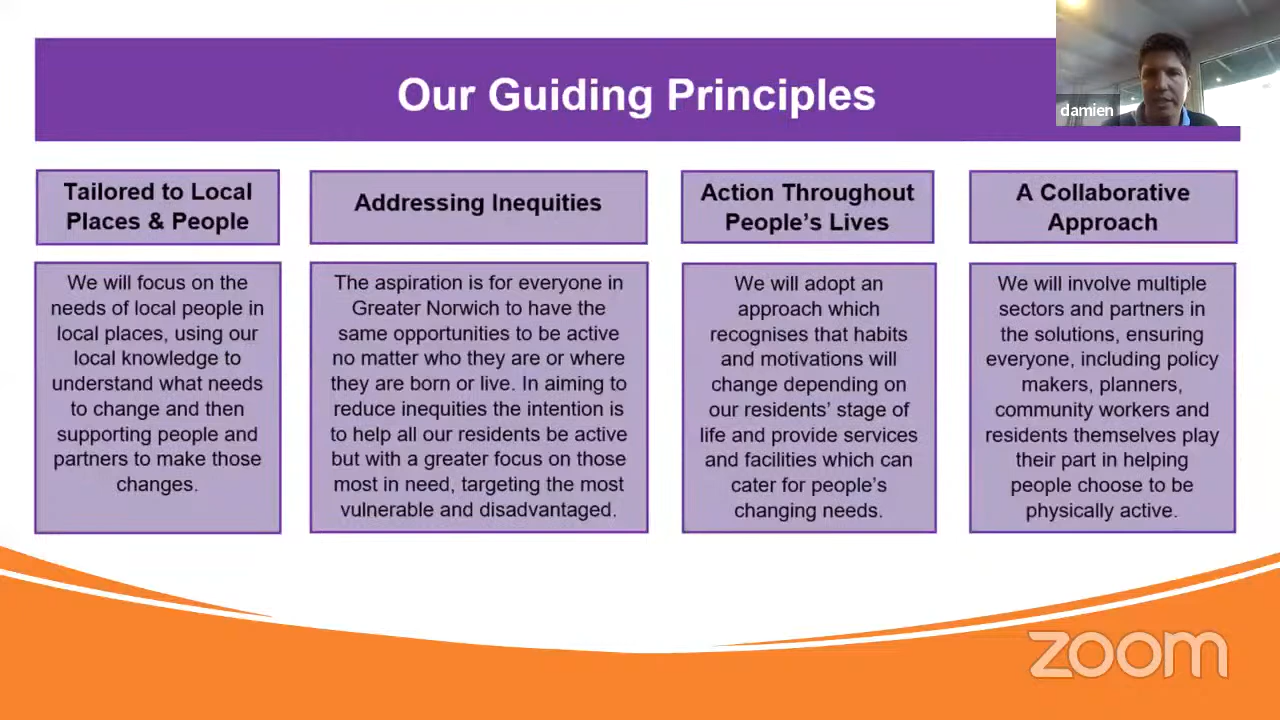 Our Guiding Principles
damien
Tailored to Local
Places & People
We will focus on the
needs of local people in
local places, using our
local knowledge to
understand what needs
to change and then
supporting people and
partners to make those
changes.
Addressing Inequities
The aspiration is for everyone in
Greater Norwich to have the
same opportunities to be active
no matter who they are or where
they are born or live. In aiming to
reduce inequities the intention is
to help all our residents be active
but with a greater focus on those
most in need, targeting the most
vulnerable and disadvantaged.
Action Throughout
People’s Lives
We will adopt an
approach which
recognises that habits
and motivations will
change depending on
our residents’ stage of
life and provide services
and facilities which can
cater for people’s
changing needs.
A Collaborative
Approach
We will involve multiple
sectors and partners in
the solutions, ensuring
everyone, including policy
makers, planners,
community workers and
residents themselves play
their part in helping
people choose to be
physically active.
zoom